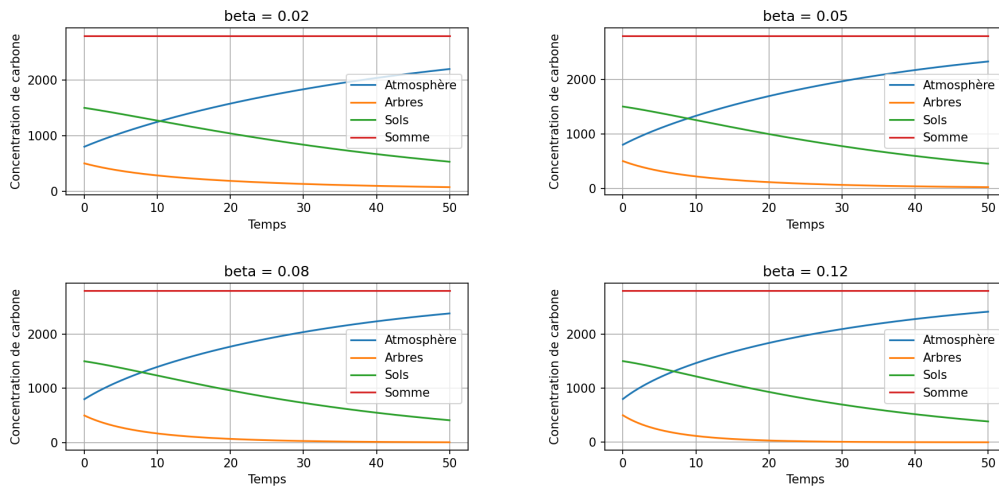 beta = 0.02
Concentration de carbone
2000
1000
0
Atmosphère
Arbres
Sols
Somme
0 10 20 30 40 50
Temps
beta = 0.05
Concentration de carbone
2000
1000
0
Atmosphère
Arbres
Sols
Somme
0 10 20 30 40 50
Temps
beta = 0.08
Concentration de carbone
2000
1000
0
Atmosphère
Arbres
Sols
Somme
0 10 20 30 40 50
Temps
beta = 0.12
Concentration de carbone
2000
1000
0
Atmosphère
Arbres
Sols
Somme
0 10 20 30 40 50
Temps